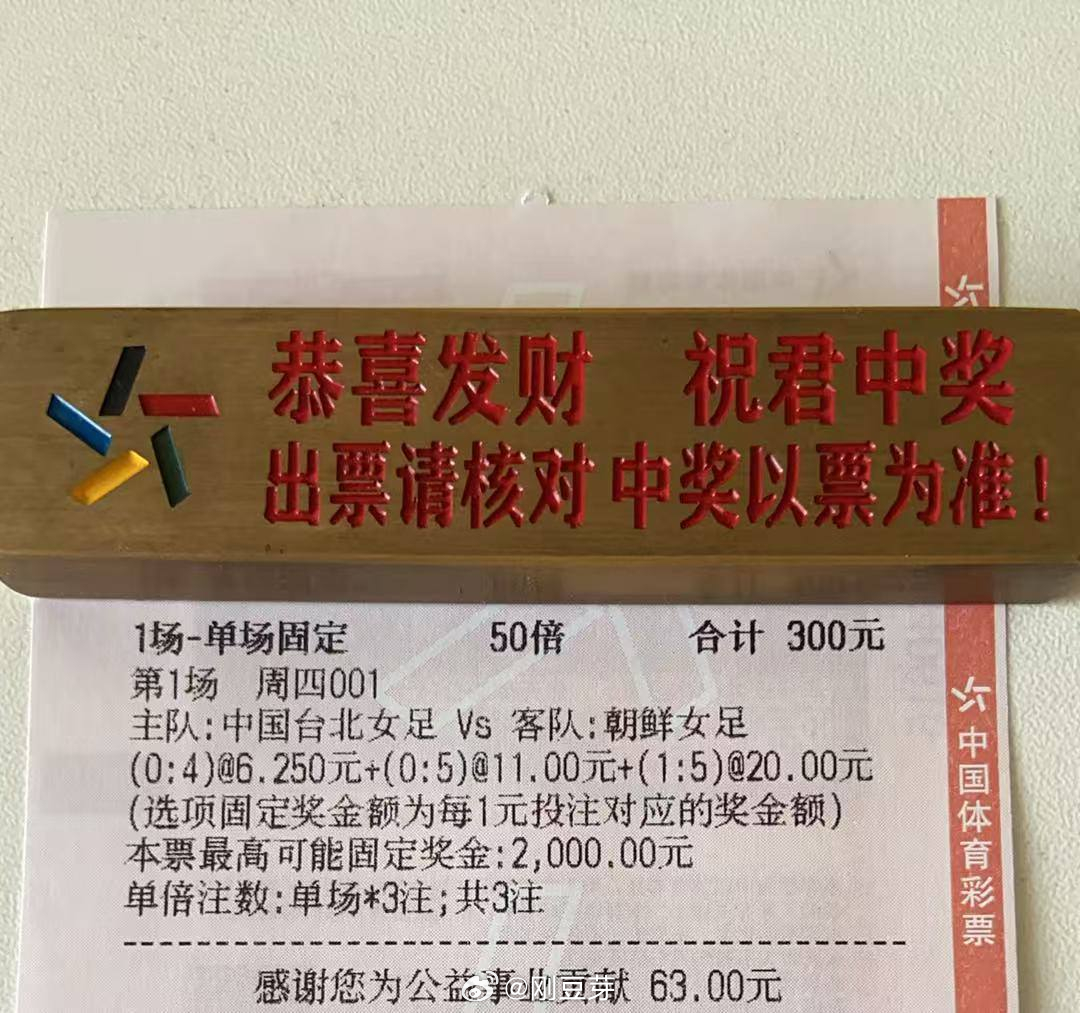 恭喜发财 祝君中奖
出票请核对 中奖以票为准！
1场-单场固定 50倍 合计 300元
第1场 周四001
主队:中国台北女足 Vs 客队:朝鲜女足
(0:4)@6.250元+(0:5)@11.00元+(1:5)@20.00元
(选项固定奖金额为每1元投注对应的奖金额)
本票最高可能固定奖金:2,000.00元
单倍注数:单场*3注;共3注
感谢您为公益事业贡献 63.00元
@刚豆芽
中国体育彩票